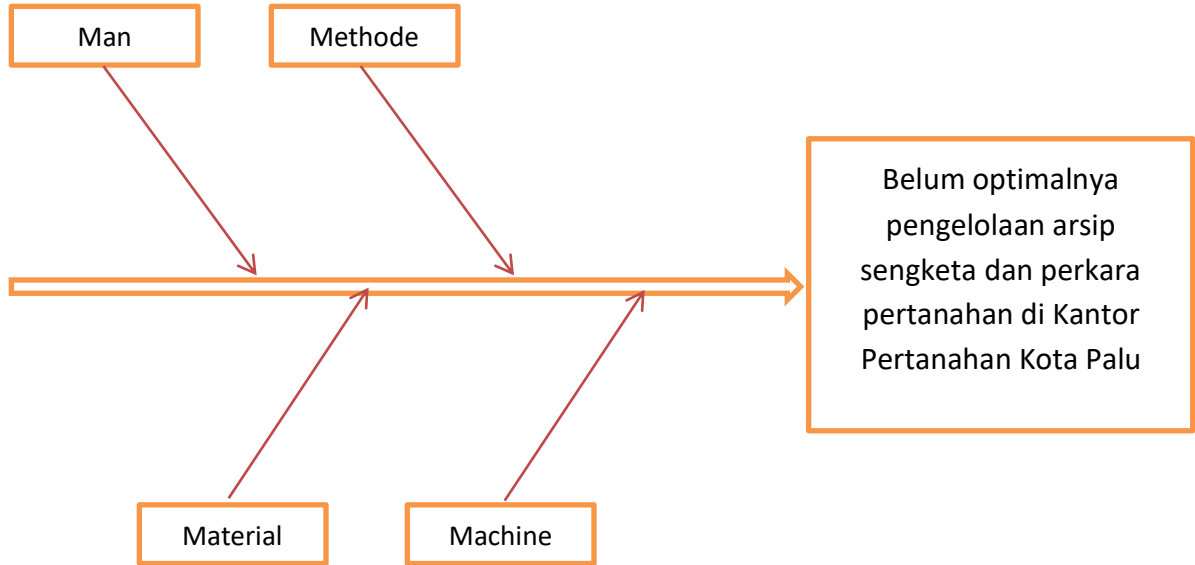 Man
Methode
Belum optimalnya
pengelolaan arsip
sengketa dan perkara
pertanahan di Kantor
Pertanahan Kota Palu
Material
Machine